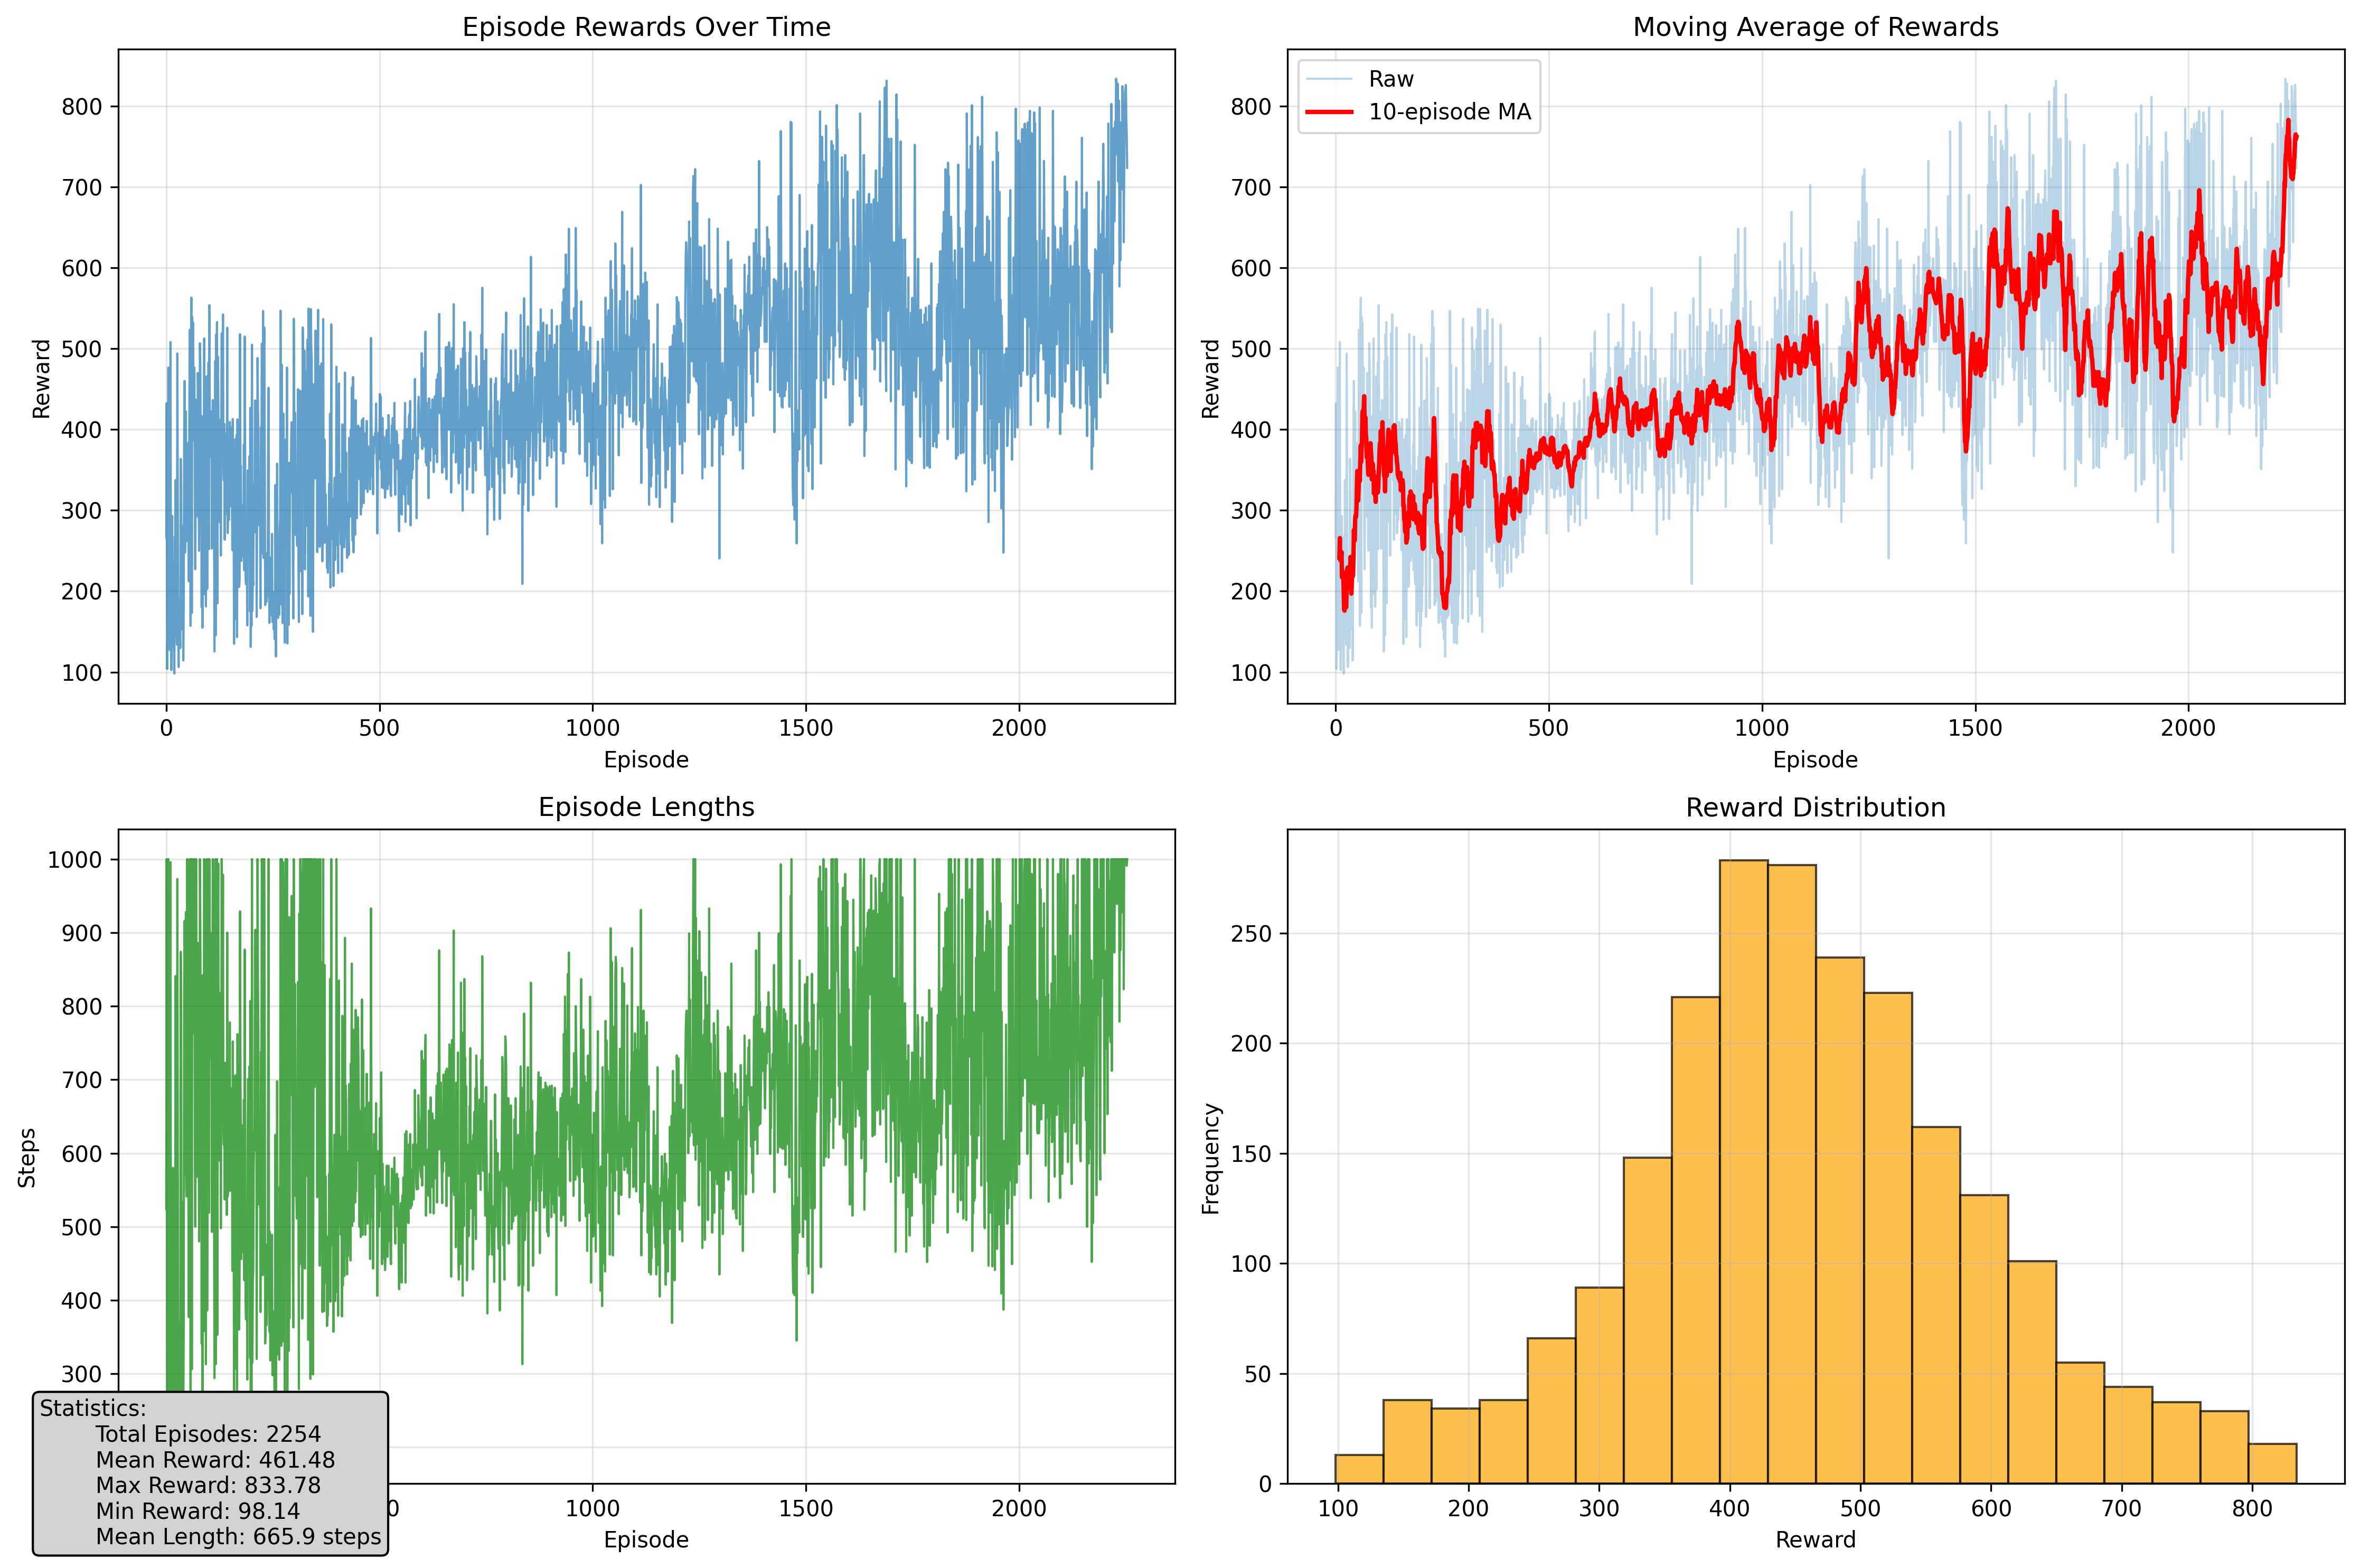 Episode Rewards Over Time
Reward
800
700
600
500
400
300
200
100
0
500
1000
1500
2000
Episode
Moving Average of Rewards
Raw
10-episode MA
Reward
800
700
600
500
400
300
200
100
0
500
1000
1500
2000
Episode
Episode Lengths
Steps
1000
900
800
700
600
500
400
300
0
1000
1500
2000
Episode
Statistics:
Total Episodes: 2254
Mean Reward: 461.48
Max Reward: 833.78
Min Reward: 98.14
Mean Length: 665.9 steps
Reward Distribution
Frequency
250
200
150
100
50
0
100
200
300
400
500
600
700
800
Reward